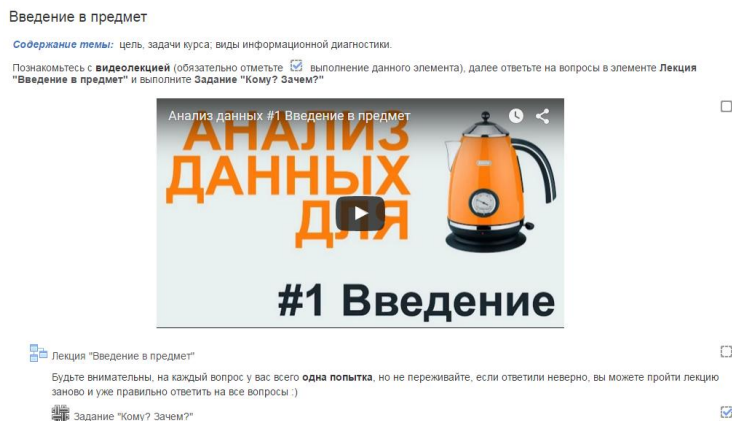 Введение в предмет
Содержание темы: цель, задачи курса; виды информационной диагностики.
Познакомьтесь с видеолекцией (обязательно отметьте выполнение данного элемента), далее ответьте на вопросы в элементе Лекция
"Введение в предмет" и выполните Задание "Кому? Зачем?"
Анализ данных #1 Введение в предмет
АНАЛИЗ
ДАННЫХ
ДЛЯ
#1 Введение
Лекция "Введение в предмет"
Будьте внимательны, на каждый вопрос у вас всего одна попытка, но не переживайте, если ответили неверно, вы можете пройти лекцию
заново и уже правильно ответить на все вопросы :)
Задание "Кому? Зачем?"